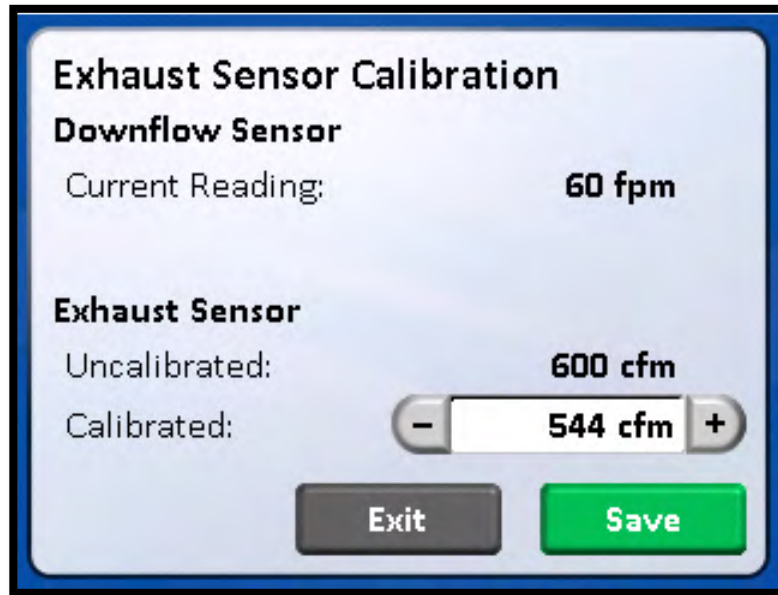 Exhaust Sensor Calibration
Downflow Sensor
Current Reading: 60 fpm
Exhaust Sensor
Uncalibrated: 600 cfm
Calibrated: - 544 cfm +
Exit Save